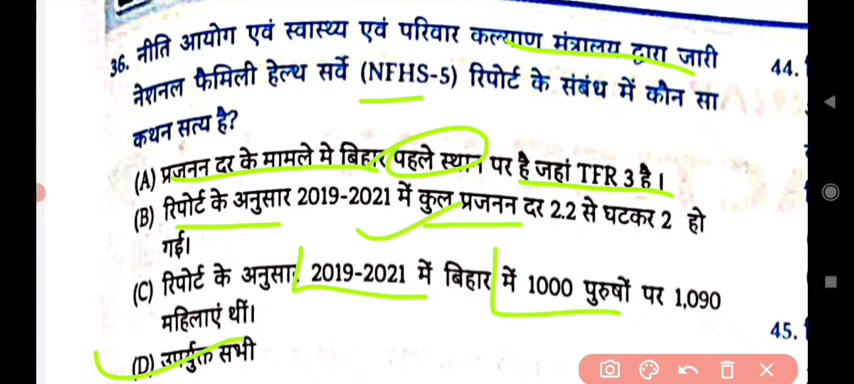 36. नीति आयोग एवं स्वास्थ्य एवं परिवार कल्याण मंत्रालय द्वारा जारी
नेशनल फैमिली हेल्थ सर्वे (NFHS-5) रिपोर्ट के संबंध में कौन सा
कथन सत्य है?
(A) प्रजनन दर के मामले मे बिहार पहले स्थान पर है जहां TFR 3 है।
(B) रिपोर्ट के अनुसार 2019-2021 में कुल प्रजनन दर 2.2 से घटकर 2 हो
गई।
(C) रिपोर्ट के अनुसार 2019-2021 में बिहार में 1000 पुरुषों पर 1,090
महिलाएं थीं।
(D) उपर्युक्त सभी
44.
45.